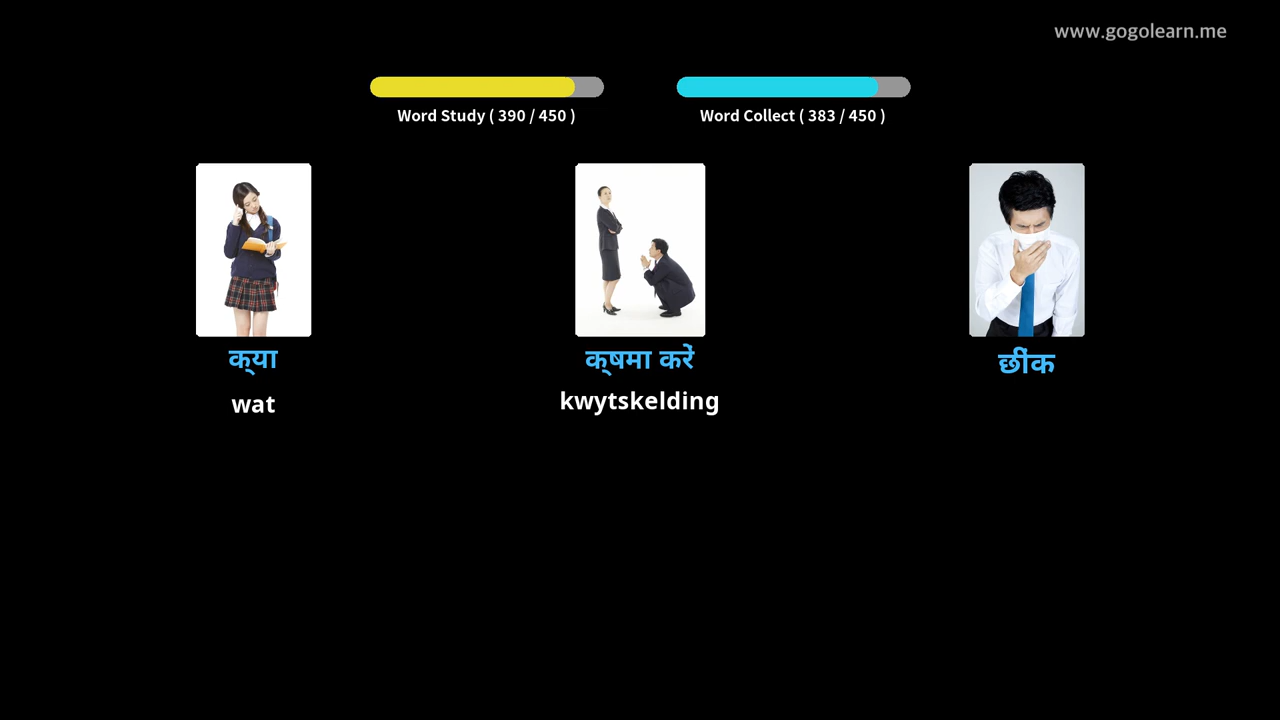 www.gogolearn.me
Word Study ( 390 / 450 )
Word Collect ( 383 / 450 )
क्या
क्षमा करें
छींक
wat
kwytskelding